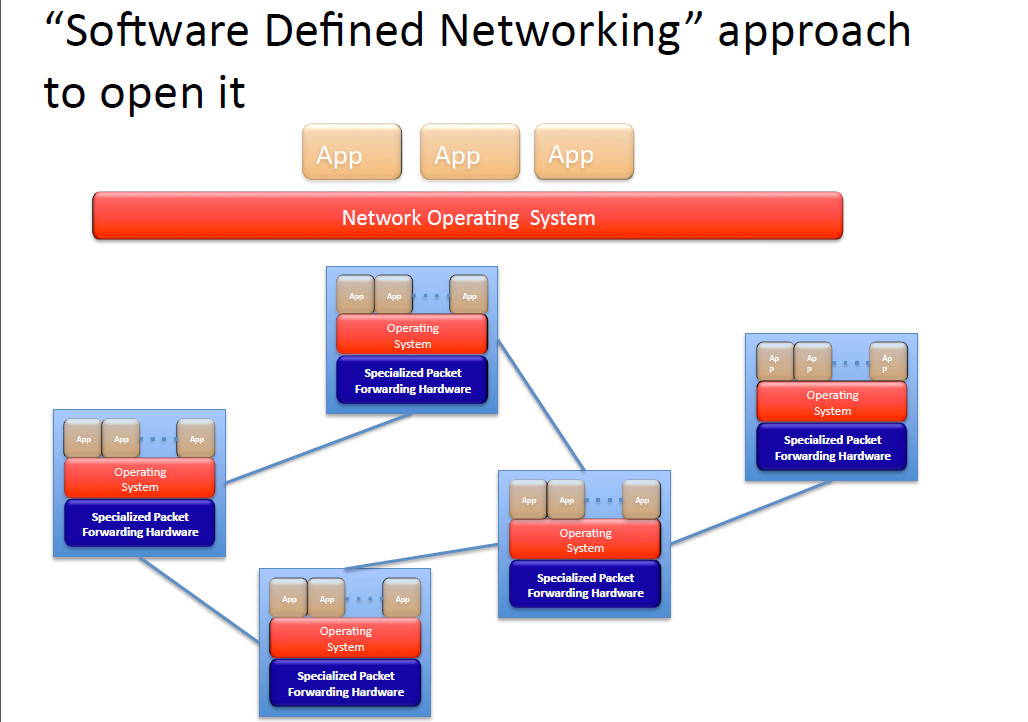 “Software Defined Networking” approach
to open it
App App App
Network Operating System
App App App
Operating
System
Specialized Packet
Forwarding Hardware
Ap Ap Ap
p p p
Operating
System
Specialized Packet
Forwarding Hardware
App App App
Operating
System
Specialized Packet
Forwarding Hardware
App App App
Operating
System
Specialized Packet
Forwarding Hardware
App App App
Operating
System
Specialized Packet
Forwarding Hardware